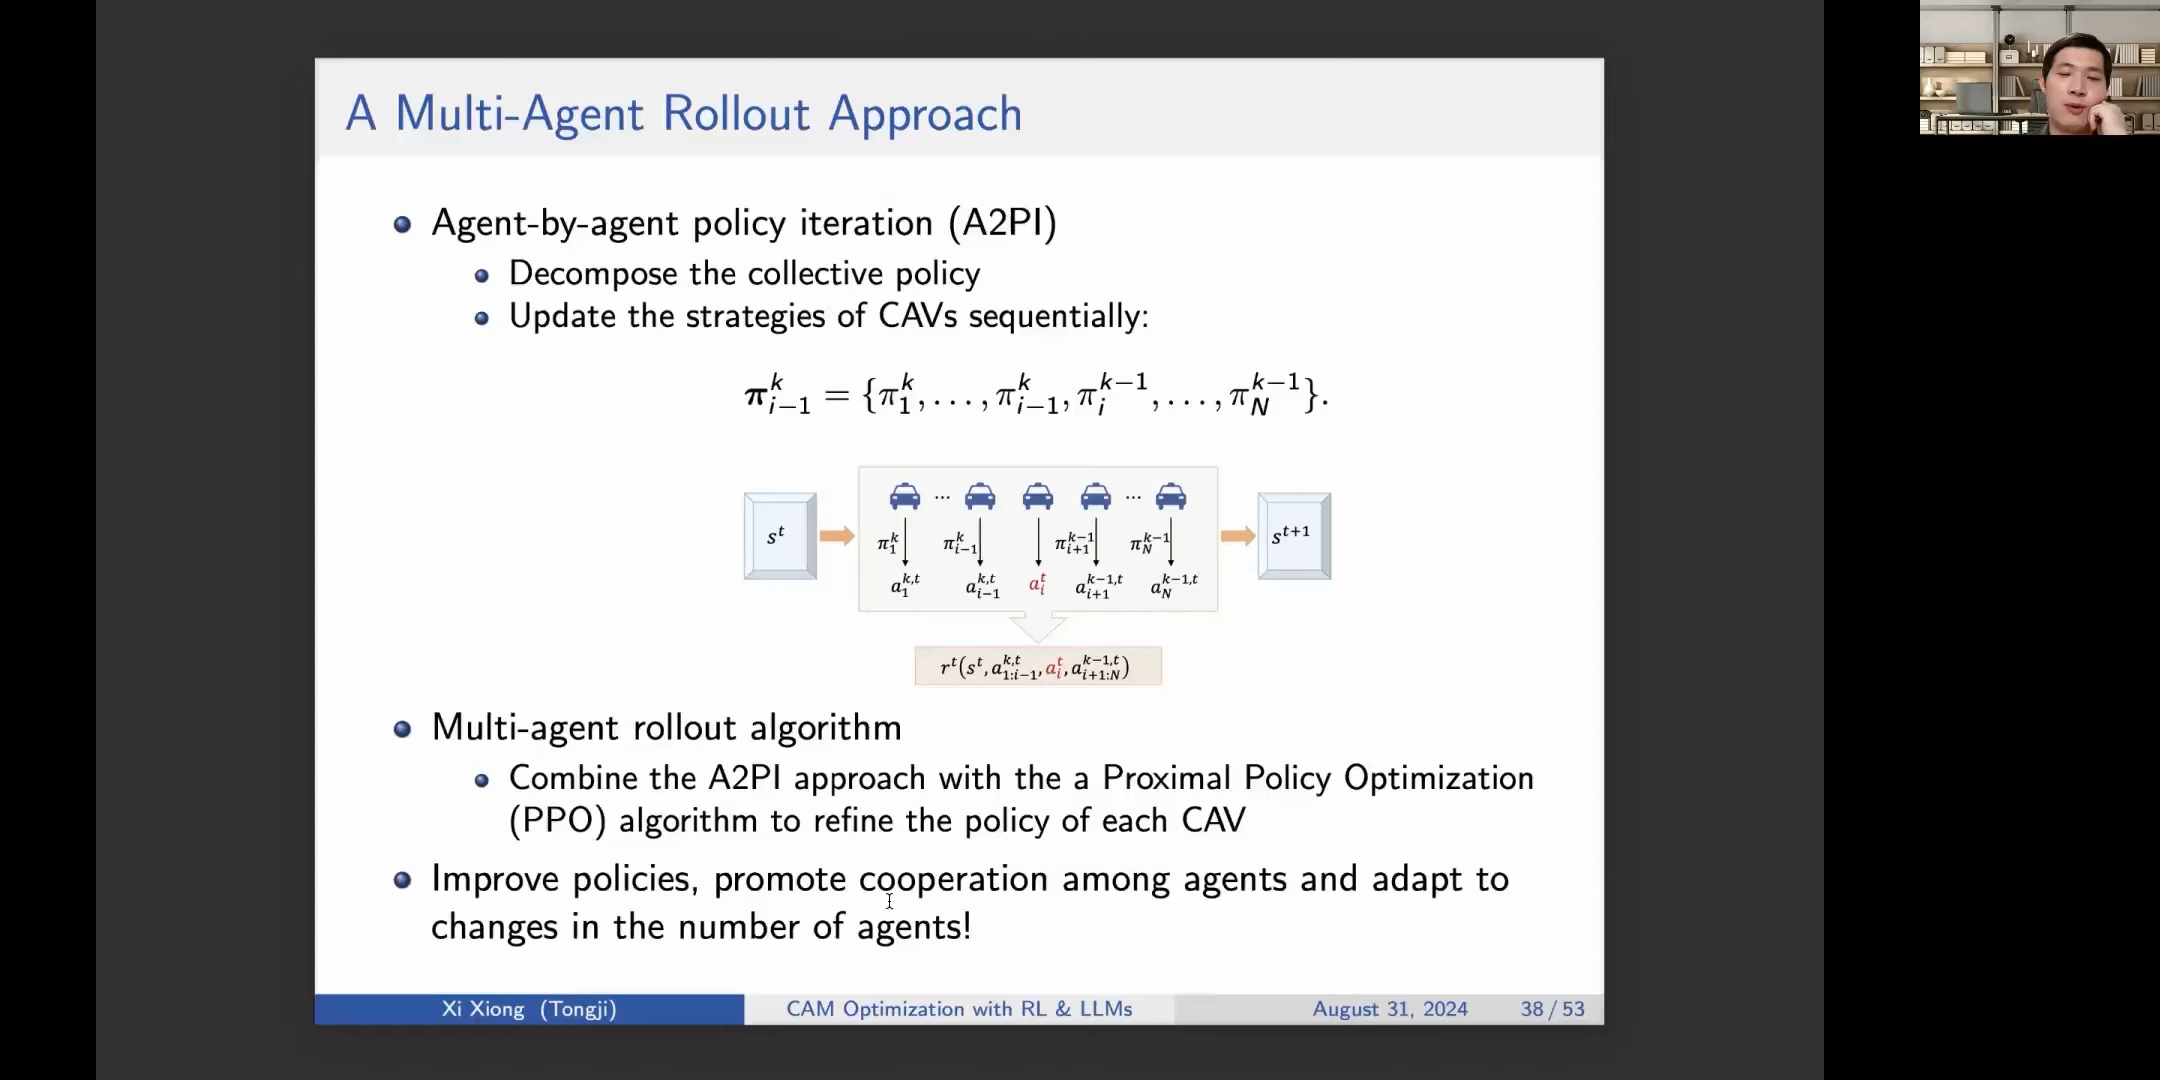 A Multi-Agent Rollout Approach
Agent-by-agent policy iteration (A2PI)
Decompose the collective policy
Update the strategies of CAVs sequentially:
π^k_{i−1} = {π^k_1, . . . , π^k_{i−1}, π^{k−1}_i, . . . , π^{k−1}_N}.
... ...
s^t π^k_1 π^k_{i−1} π^{k−1}_{i+1} π^{k−1}_N s^{t+1}
a^{k,t}_1 a^{k,t}_{i−1} a^t_i a^{k−1,t}_{i+1} a^{k−1,t}_N
r^t(s^t, a^{k,t}_{1:i−1}, a^t_i, a^{k−1,t}_{i+1:N})
Multi-agent rollout algorithm
Combine the A2PI approach with the a Proximal Policy Optimization
(PPO) algorithm to refine the policy of each CAV
Improve policies, promote cooperation among agents and adapt to
changes in the number of agents!
Xi Xiong (Tongji) CAM Optimization with RL & LLMs August 31, 2024 38 / 53